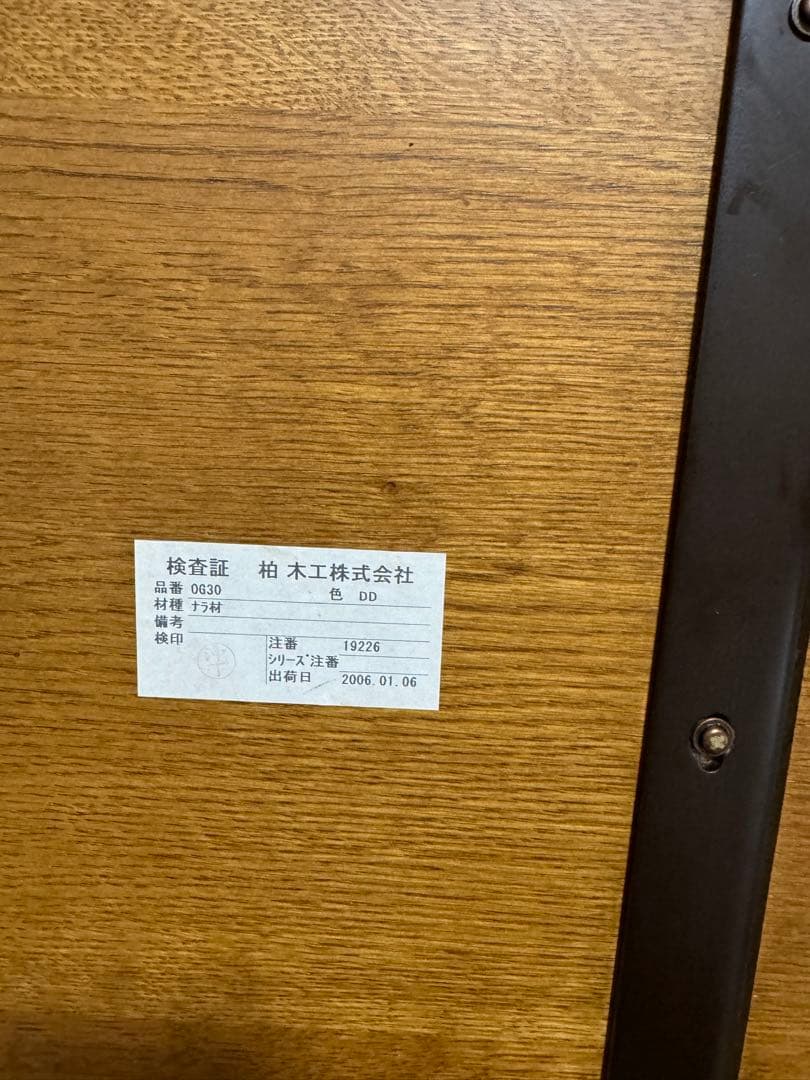 検査証 柏 木工株式会社
品番 OG30 色 DD
材種 ナラ材
備考
検印
注番 19226
シリーズ注番
出荷日 2006.01.06